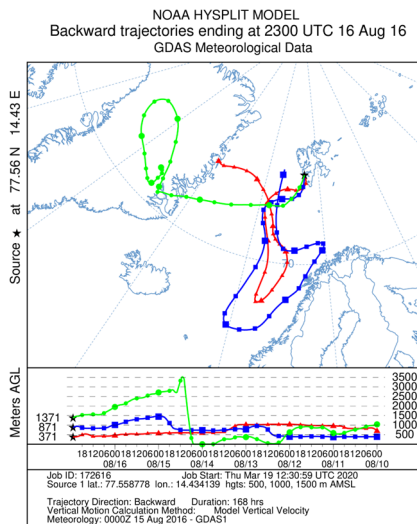 NOAA HYSPLIT MODEL
Backward trajectories ending at 2300 UTC 16 Aug 16
GDAS Meteorological Data
Source ★ at 77.56 N 14.43 E
70
Meters AGL
1371
871
371
3500
3000
2500
2000
1500
1000
500
18 12 06 00 18 12 06 00 18 12 06 00 18 12 06 00 18 12 06 00 18 12 06 00 18 12 06 00
08/16 08/15 08/14 08/13 08/12 08/11 08/10
Job ID: 172616 Job Start: Thu Mar 19 12:30:59 UTC 2020
Source 1 lat.: 77.558778 lon.: 14.434139 hghts: 500, 1000, 1500 m AMSL
Trajectory Direction: Backward Duration: 168 hrs
Vertical Motion Calculation Method: Model Vertical Velocity
Meteorology: 0000Z 15 Aug 2016 - GDAS1